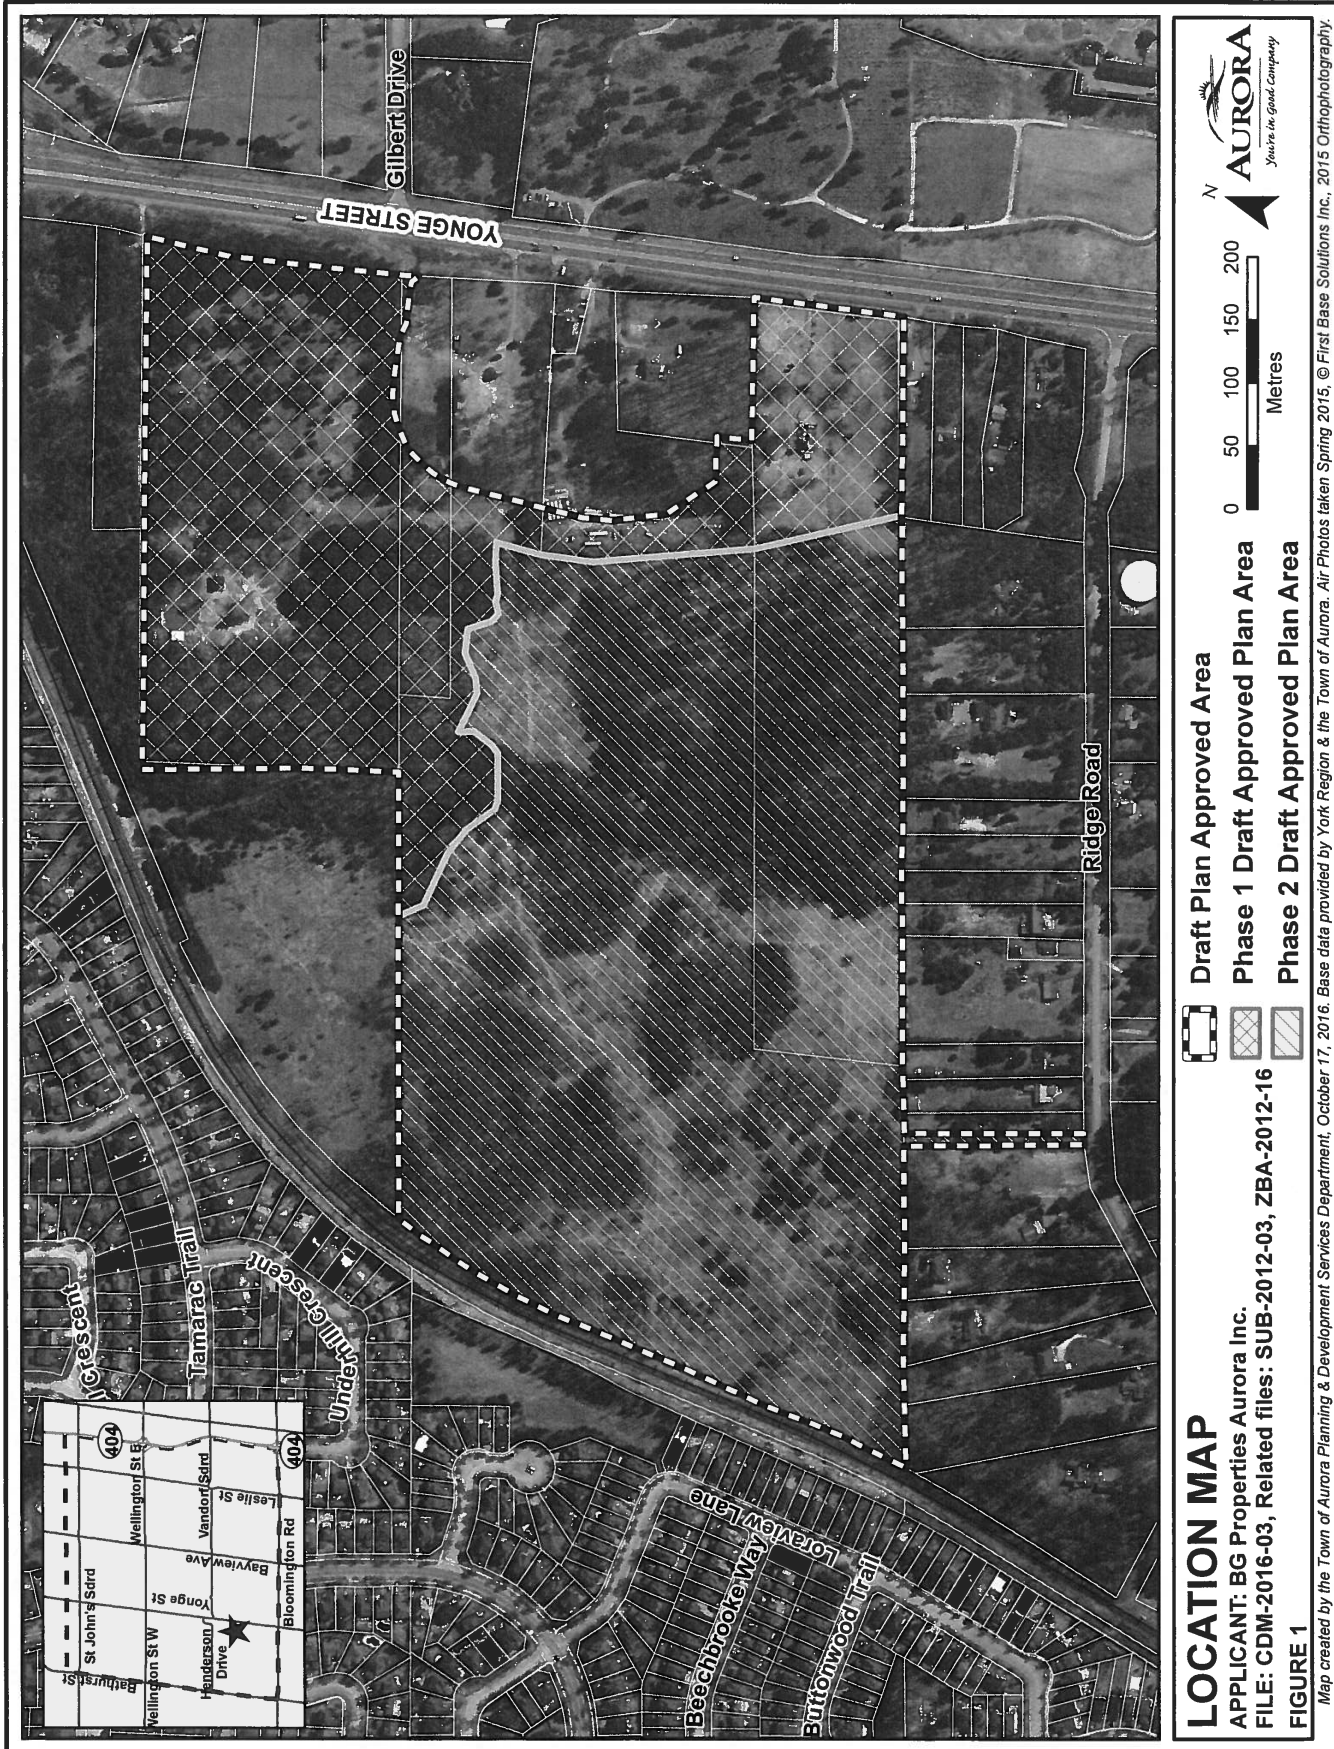 St John's Sdrd
Bathurst St
Wellington St W
Wellington St E
Yonge St
Henderson
Drive
Vandorf Sdrd
Bayview Ave
Leslie St
Bloomington Rd
404
404
l Crescent
Tamarac Trail
Underhill Crescent
Gilbert Drive
YONGE STREET
Loraview Lane
Beechbrooke Way
Buttonwood Trail
Ridge Road
LOCATION MAP
APPLICANT: BG Properties Aurora Inc.
FILE: CDM-2016-03, Related files: SUB-2012-03, ZBA-2012-16
FIGURE 1
Draft Plan Approved Area
Phase 1 Draft Approved Plan Area
Phase 2 Draft Approved Plan Area
0 50 100 150 200
Metres
N
AURORA
You're in Good Company
Map created by the Town of Aurora Planning & Development Services Department, October 17, 2016. Base data provided by York Region & the Town of Aurora. Air Photos taken Spring 2015, © First Base Solutions Inc., 2015 Orthophotography.